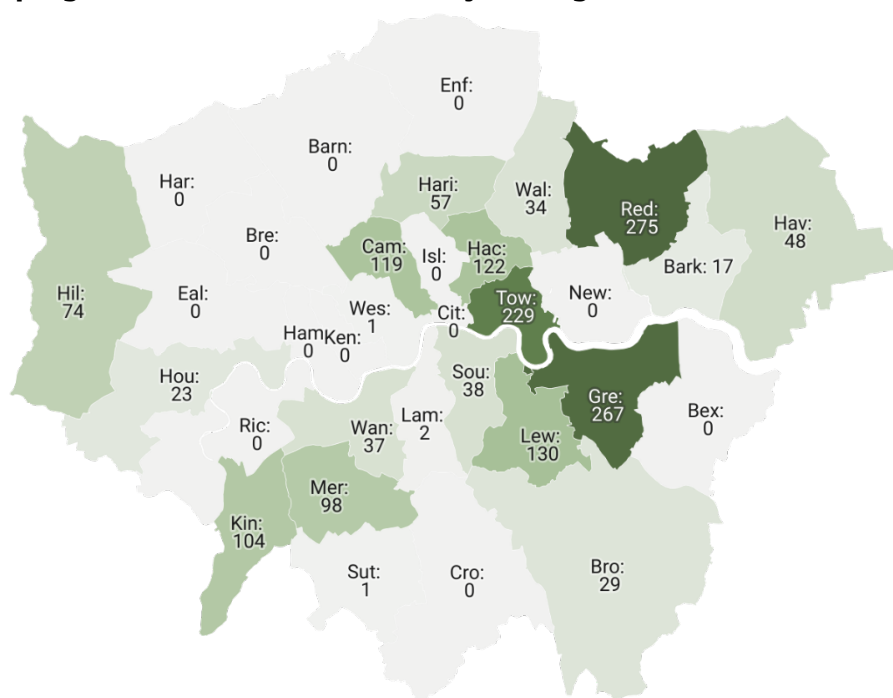 Enf:
0
Barn:
0
Har:
0
Hari:
57
Wal:
34
Red:
275
Hav:
48
Bre:
0
Cam:
119
Isl:
0
Hac:
122
Bark: 17
Hil:
74
Eal:
0
Wes:
1
Cit:
0
Tow:
229
New:
0
Ham
0
Ken:
0
Hou:
23
Sou:
38
Gre:
267
Bex:
0
Ric:
0
Wan:
37
Lam:
2
Lew:
130
Mer:
98
Kin:
104
Sut:
1
Cro:
0
Bro:
29